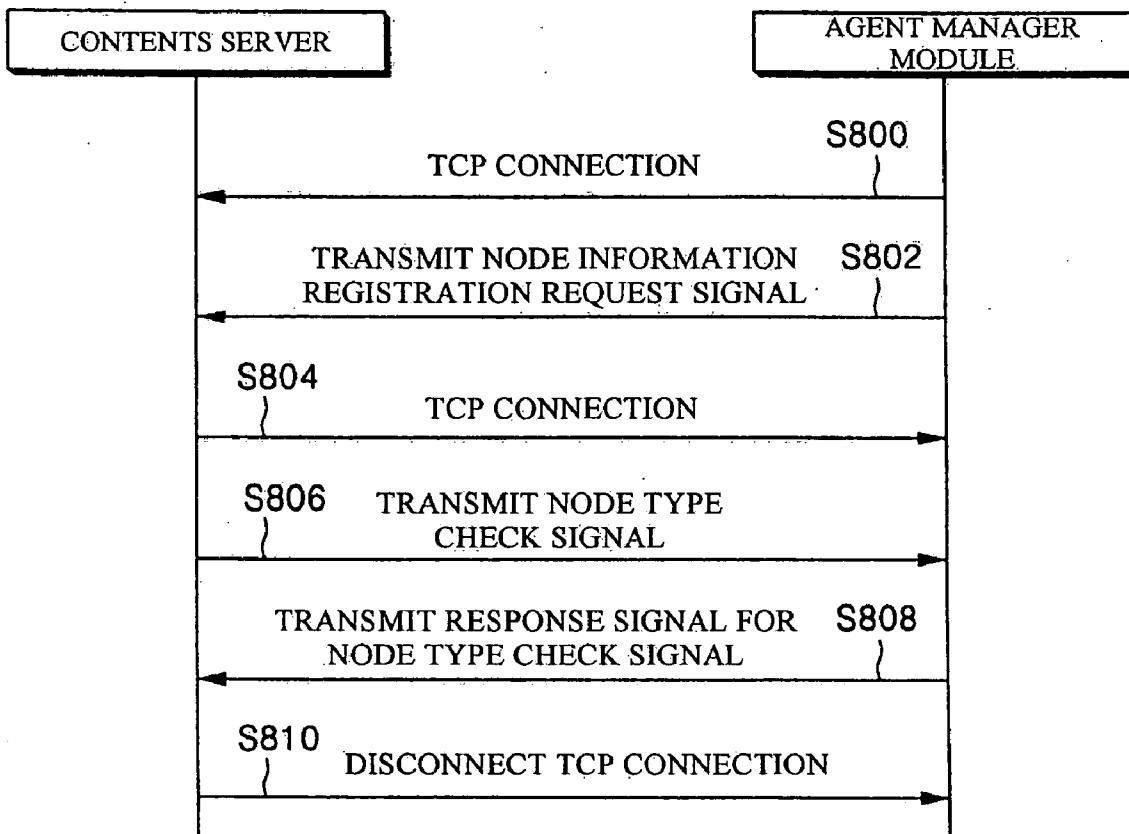 CONTENTS SERVER
AGENT MANAGER
MODULE
S800
TCP CONNECTION
TRANSMIT NODE INFORMATION
REGISTRATION REQUEST SIGNAL
S802
S804
TCP CONNECTION
S806
TRANSMIT NODE TYPE
CHECK SIGNAL
TRANSMIT RESPONSE SIGNAL FOR
NODE TYPE CHECK SIGNAL
S808
S810
DISCONNECT TCP CONNECTION